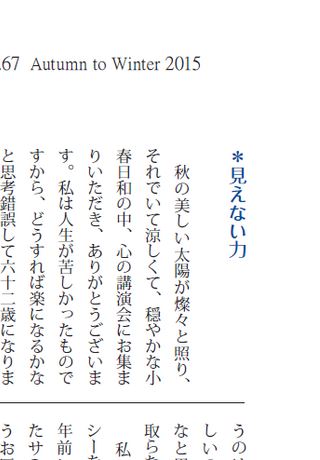 .67 Autumn to Winter 2015
＊見えない力
秋の美しい太陽が燦々と照り、
それでいて涼しくて、穏やかな小
春日和の中、心の講演会にお集ま
りいただき、ありがとうございま
す。私は人生が苦しかったもので
すから、どうすれば楽になるかな
と思考錯誤して六十二歳になりま
うの
しいの
なと
取らな
私
シーを
年前
たサ
うお